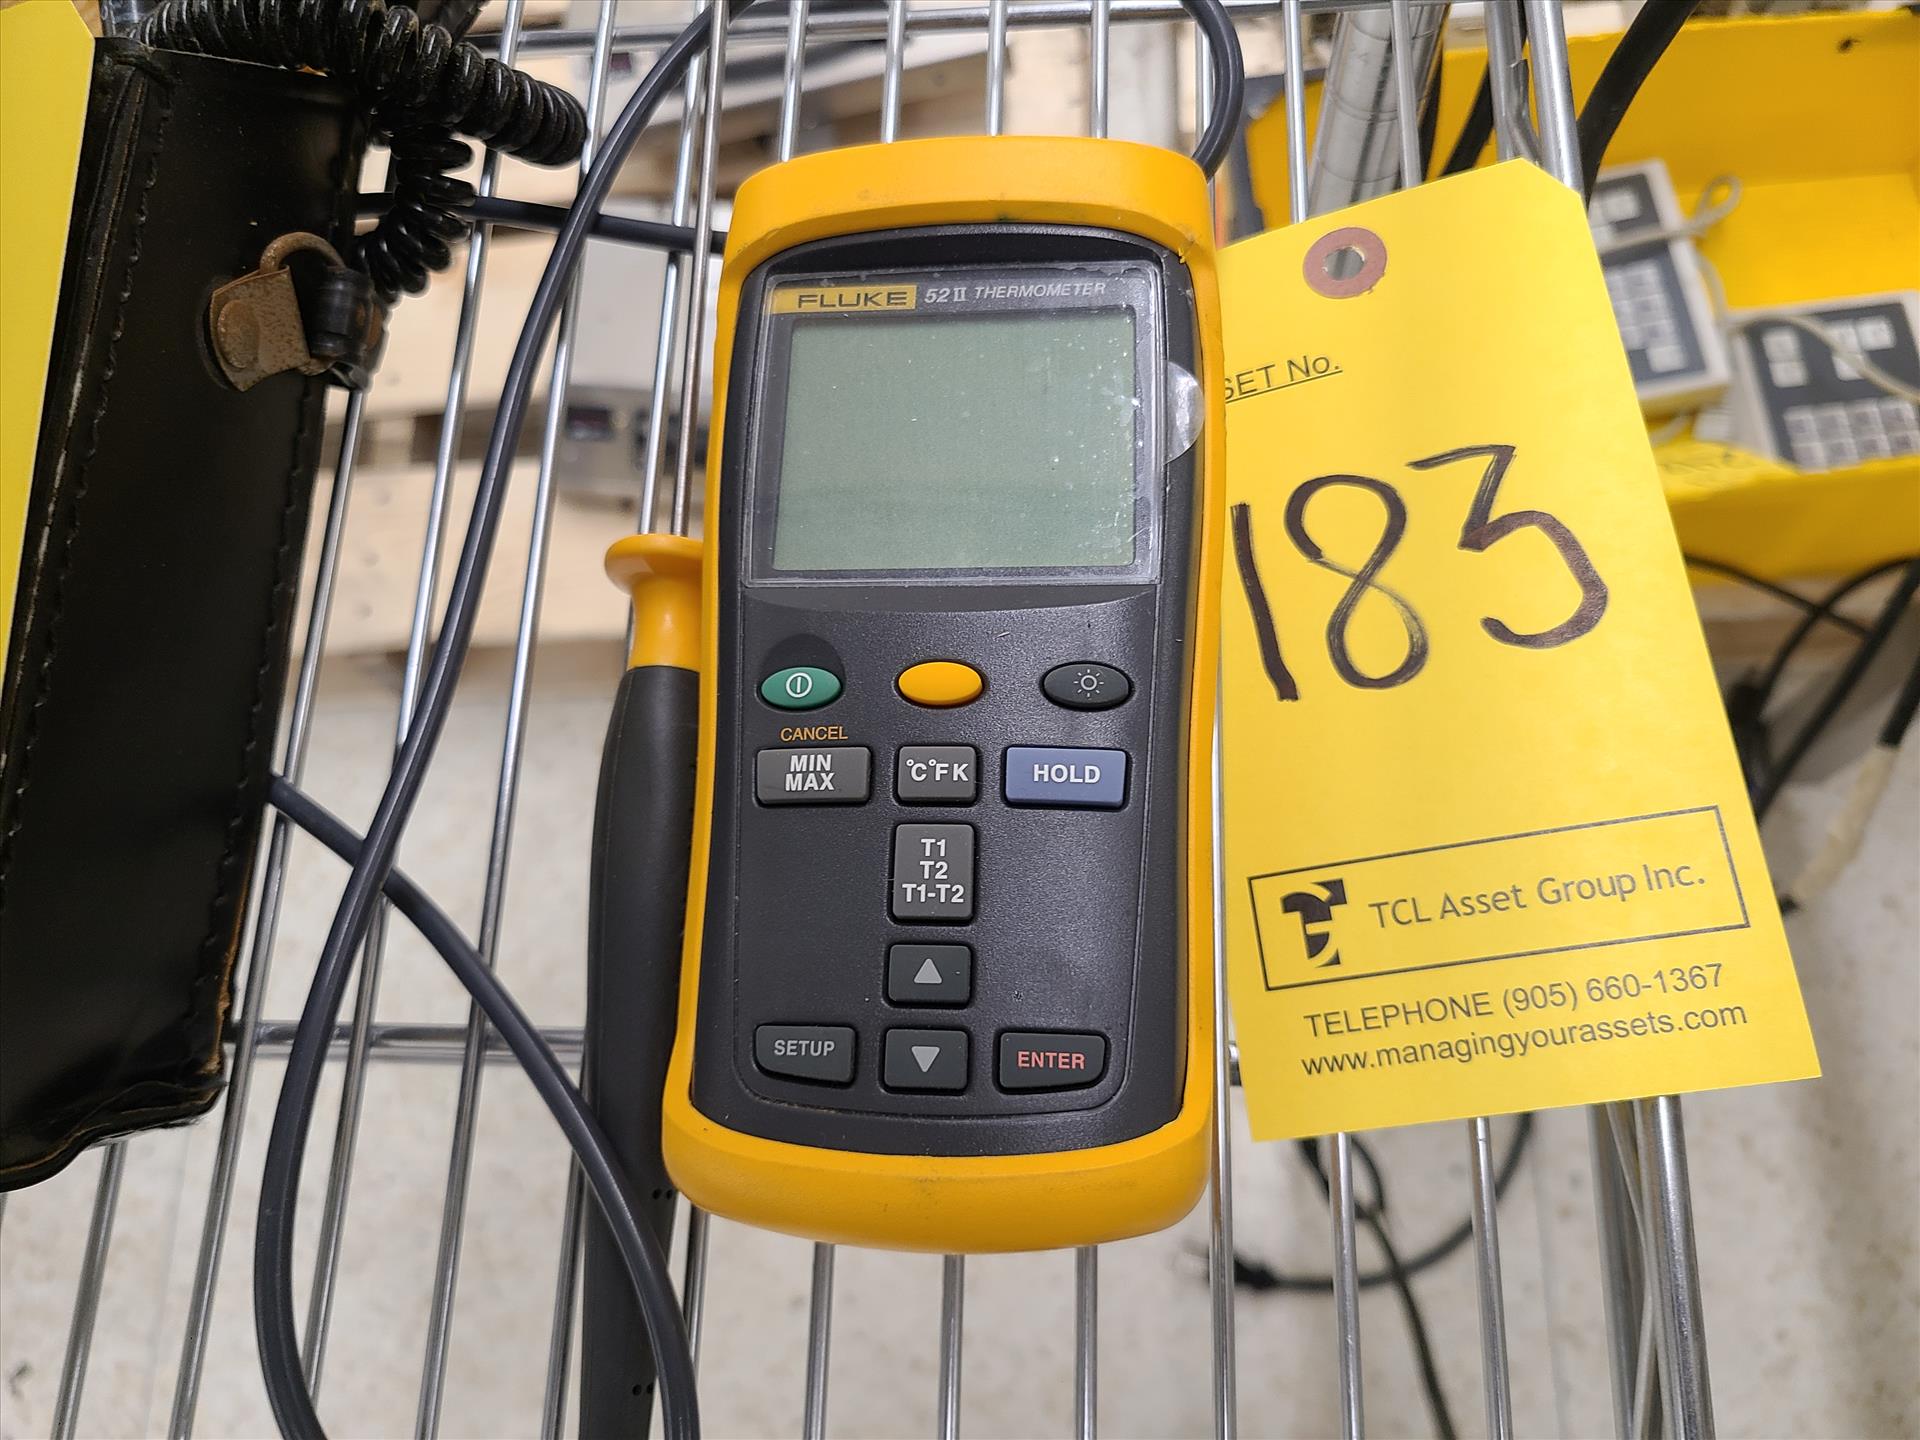 FLUKE 52 II THERMOMETER
CANCEL
MIN
MAX
°C°F K
HOLD
T1
T2
T1-T2
SETUP
ENTER
SET No.
183
TCL Asset Group Inc.
TELEPHONE (905) 660-1367
www.managingyourassets.com